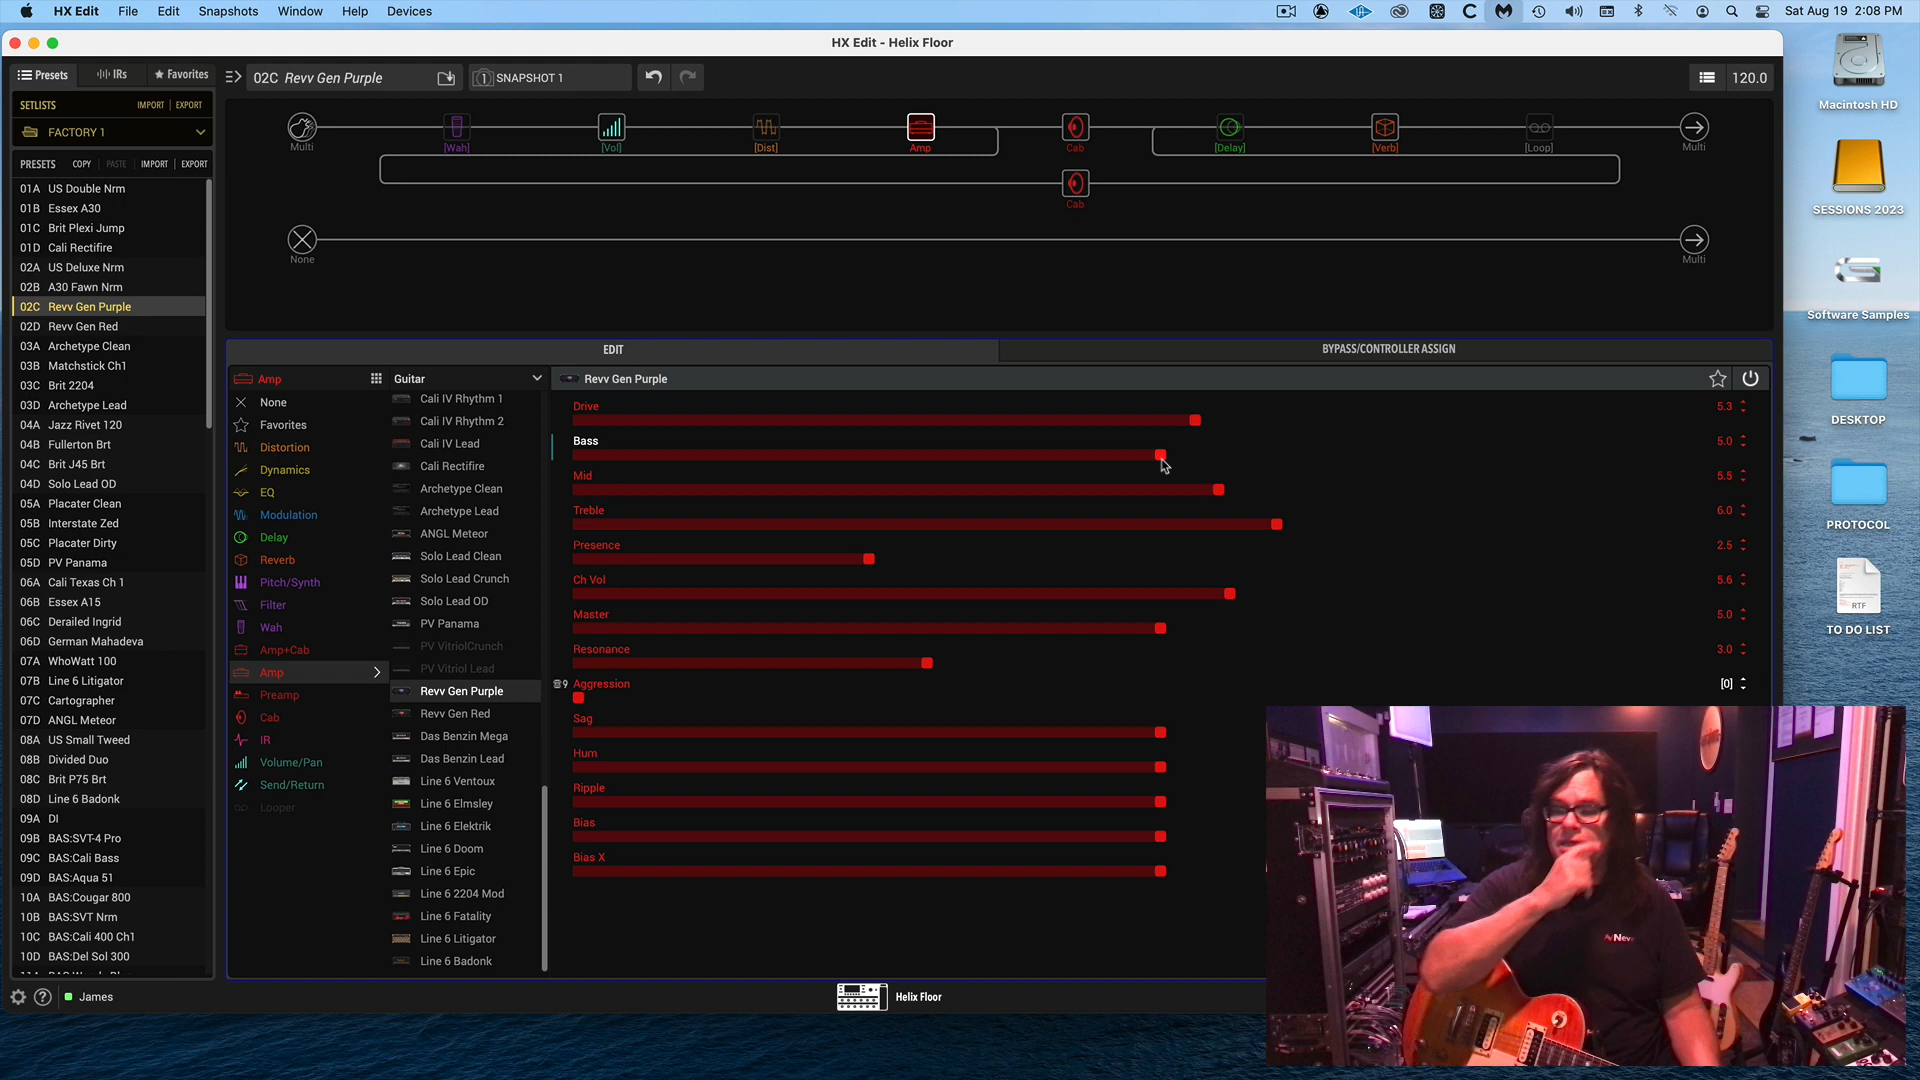 HX Edit File Edit Snapshots Window Help Devices
Sat Aug 19 2:08 PM
HX Edit - Helix Floor
Presets IRs Favorites
02C Revv Gen Purple
1 SNAPSHOT 1
120.0
SETLISTS IMPORT | EXPORT
FACTORY 1
PRESETS COPY PASTE IMPORT EXPORT
01A US Double Nrm
01B Essex A30
01C Brit Plexi Jump
01D Cali Rectifire
02A US Deluxe Nrm
02B A30 Fawn Nrm
02C Revv Gen Purple
02D Revv Gen Red
03A Archetype Clean
03B Matchstick Ch1
03C Brit 2204
03D Archetype Lead
04A Jazz Rivet 120
04B Fullerton Brt
04C Brit J45 Brt
04D Solo Lead OD
05A Placater Clean
05B Interstate Zed
05C Placater Dirty
05D PV Panama
06A Cali Texas Ch 1
06B Essex A15
06C Derailed Ingrid
06D German Mahadeva
07A WhoWatt 100
07B Line 6 Litigator
07C Cartographer
07D ANGL Meteor
08A US Small Tweed
08B Divided Duo
08C Brit P75 Brt
08D Line 6 Badonk
09A DI
09B BAS:SVT-4 Pro
09C BAS:Cali Bass
09D BAS:Aqua 51
10A BAS:Cougar 800
10B BAS:SVT Nrm
10C BAS:Cali 400 Ch1
10D BAS:Del Sol 300
James
Multi [Wah] [Vol] [Dist] Amp Cab [Delay] [Verb] [Loop] Multi
Cab
None Multi
EDIT BYPASS/CONTROLLER ASSIGN
Amp
None
Favorites
Distortion
Dynamics
EQ
Modulation
Delay
Reverb
Pitch/Synth
Filter
Wah
Amp+Cab
Amp
Preamp
Cab
IR
Volume/Pan
Send/Return
Looper
Guitar
Cali IV Rhythm 1
Cali IV Rhythm 2
Cali IV Lead
Cali Rectifire
Archetype Clean
Archetype Lead
ANGL Meteor
Solo Lead Clean
Solo Lead Crunch
Solo Lead OD
PV Panama
PV VitriolCrunch
PV Vitriol Lead
Revv Gen Purple
Revv Gen Red
Das Benzin Mega
Das Benzin Lead
Line 6 Ventoux
Line 6 Elmsley
Line 6 Elektrik
Line 6 Doom
Line 6 Epic
Line 6 2204 Mod
Line 6 Fatality
Line 6 Litigator
Line 6 Badonk
Revv Gen Purple
Drive 5.3
Bass 5.0
Mid 5.5
Treble 6.0
Presence 2.5
Ch Vol 5.6
Master 5.0
Resonance 3.0
9 Aggression [0]
Sag
Hum
Ripple
Bias
Bias X
Helix Floor
Macintosh HD
SESSIONS 2023
Software Samples
DESKTOP
PROTOCOL
RTF
TO DO LIST